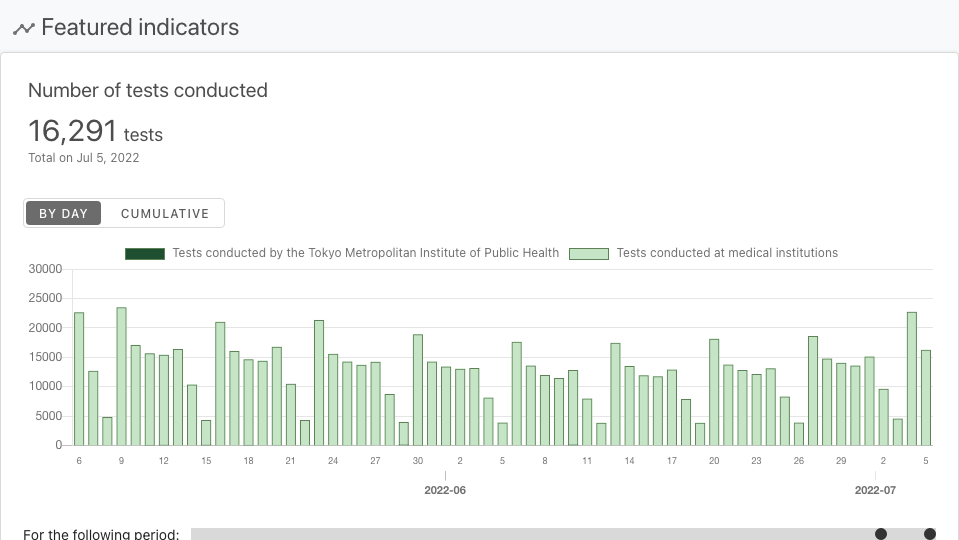 Featured indicators
Number of tests conducted
16,291 tests
Total on Jul 5, 2022
BY DAY CUMULATIVE
Tests conducted by the Tokyo Metropolitan Institute of Public Health Tests conducted at medical institutions
30000
25000
20000
15000
10000
5000
0
6 9 12 15 18 21 24 27 30 2 5 8 11 14 17 20 23 26 29 2 5
2022-06 2022-07
For the following period: